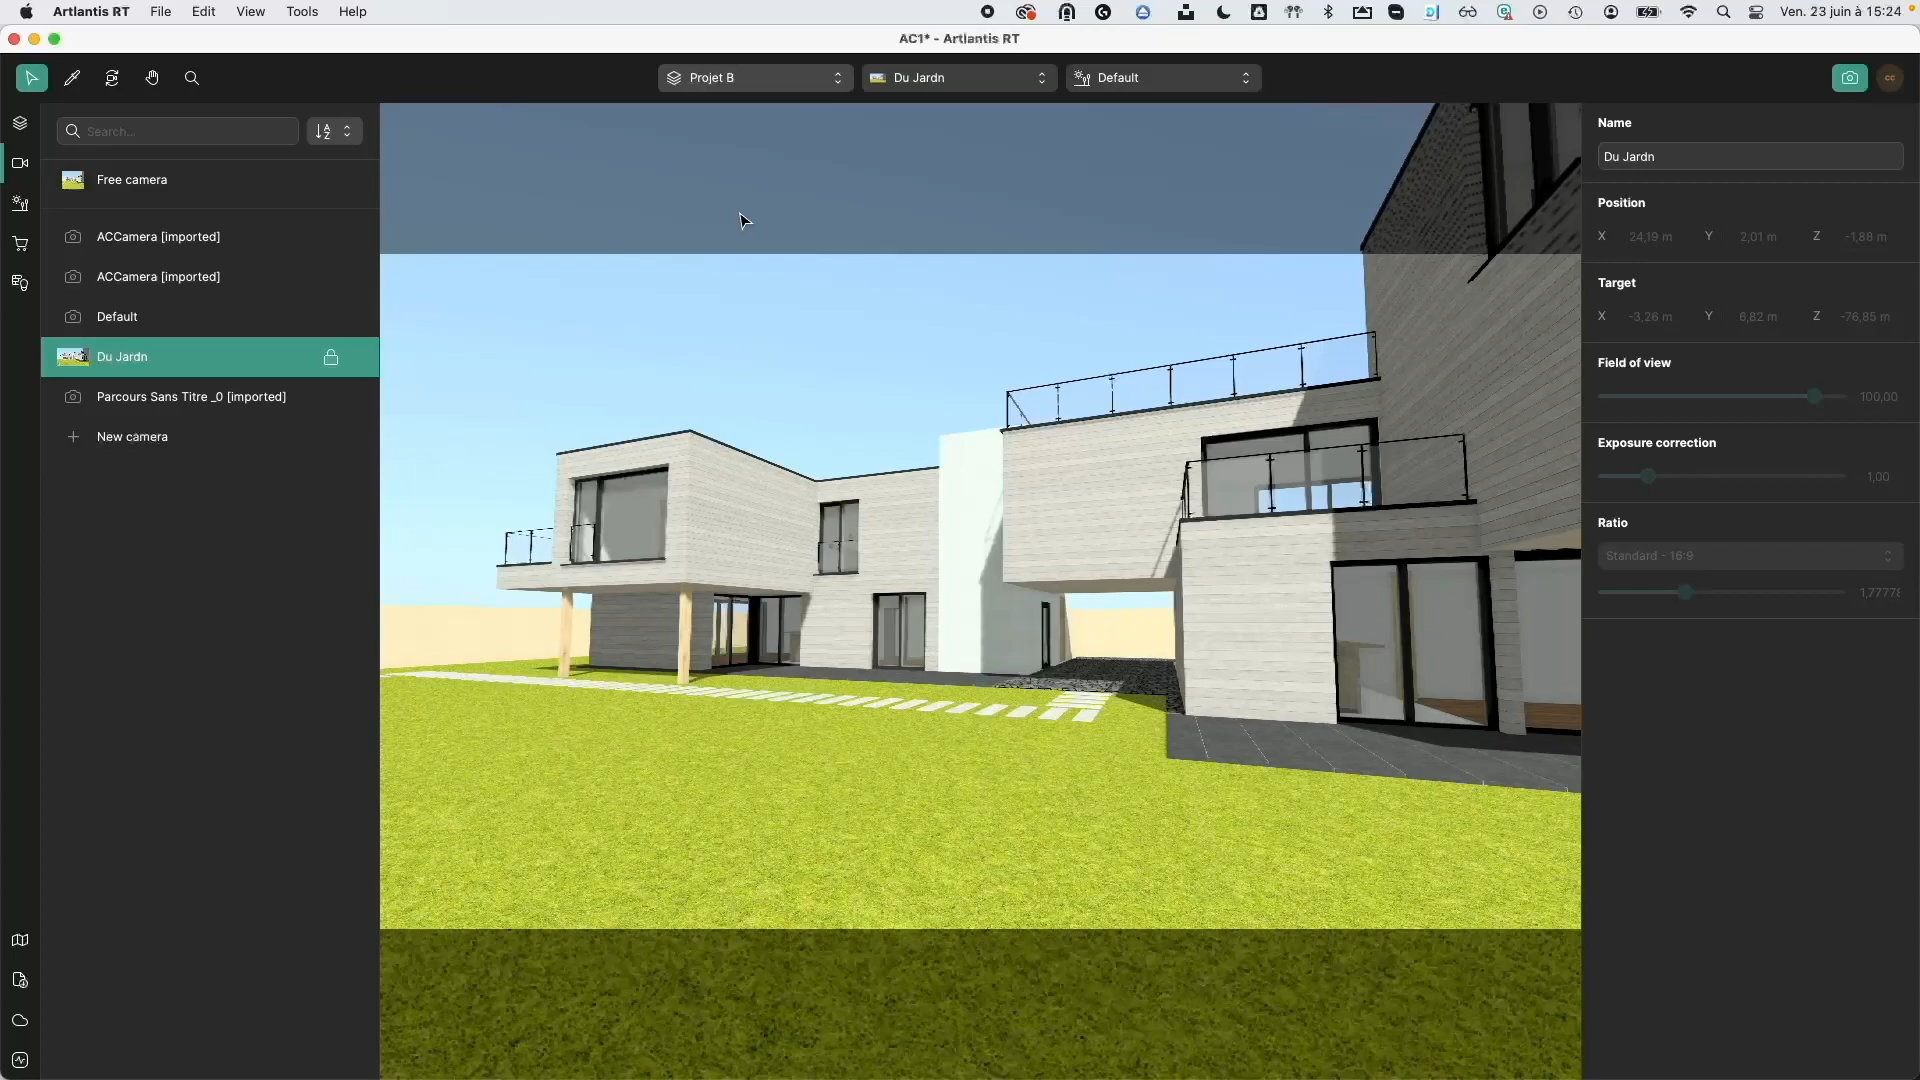 Artlantis RT File Edit View Tools Help Ven. 23 juin à 15:24
AC1* - Artlantis RT
Projet B Du Jardn Default cc
Search...
Free camera
ACCamera [imported]
ACCamera [imported]
Default
Du Jardn
Parcours Sans Titre _0 [imported]
New camera
Name
Du Jardn
Position
X 24,19 m Y 2,01 m Z -1,88 m
Target
X -3,26 m Y 6,82 m Z -76,85 m
Field of view
100,00
Exposure correction
1,00
Ratio
Standard - 16:9
1,77778